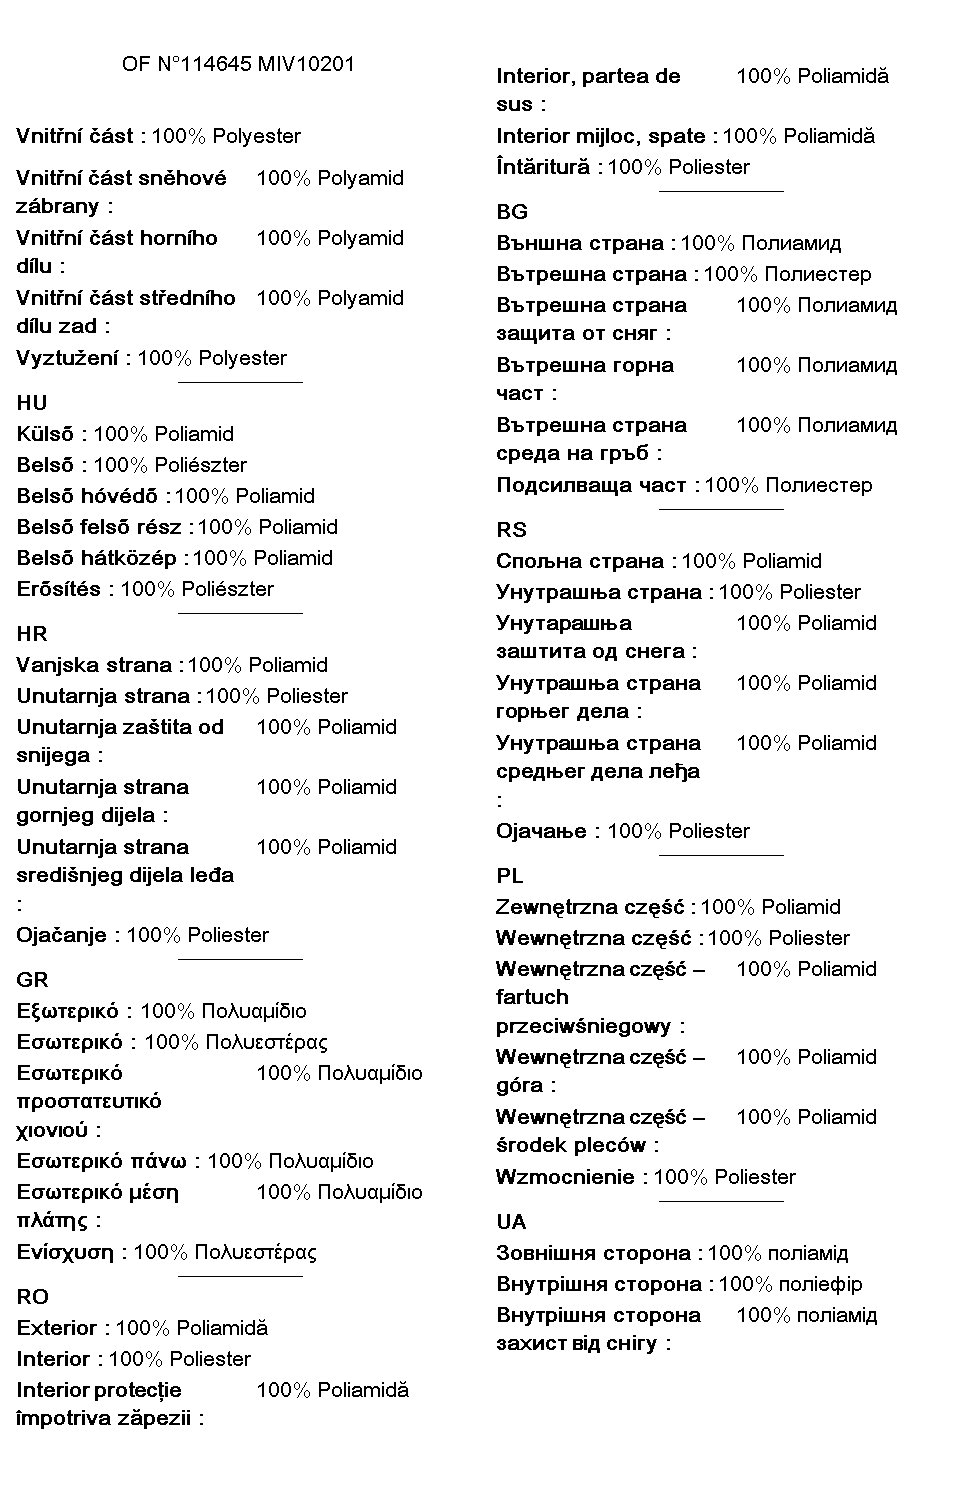 OF N°114645 MIV10201
Vnitřní část : 100% Polyester
Vnitřní část sněhové 100% Polyamid
zábrany :
Vnitřní část horního 100% Polyamid
dílu :
Vnitřní část středního 100% Polyamid
dílu zad :
Vyztužení : 100% Polyester
HU
Külsõ : 100% Poliamid
Belsõ : 100% Poliészter
Belsõ hóvédõ : 100% Poliamid
Belsõ felsõ rész : 100% Poliamid
Belsõ hátközép : 100% Poliamid
Erõsítés : 100% Poliészter
HR
Vanjska strana : 100% Poliamid
Unutarnja strana : 100% Poliester
Unutarnja zaštita od 100% Poliamid
snijega :
Unutarnja strana 100% Poliamid
gornjeg dijela :
Unutarnja strana 100% Poliamid
središnjeg dijela leđa
:
Ojačanje : 100% Poliester
GR
Εξωτερικό : 100% Πολυαμίδιο
Εσωτερικό : 100% Πολυεστέρας
Εσωτερικό 100% Πολυαμίδιο
προστατευτικό
χιονιού :
Εσωτερικό πάνω : 100% Πολυαμίδιο
Εσωτερικό μέση 100% Πολυαμίδιο
πλάτης :
Ενίσχυση : 100% Πολυεστέρας
RO
Exterior : 100% Poliamidă
Interior : 100% Poliester
Interior protecție 100% Poliamidă
împotriva zăpezii :
Interior, partea de 100% Poliamidă
sus :
Interior mijloc, spate : 100% Poliamidă
Întăritură : 100% Poliester
BG
Външна страна : 100% Полиамид
Вътрешна страна : 100% Полиестер
Вътрешна страна 100% Полиамид
защита от сняг :
Вътрешна горна 100% Полиамид
част :
Вътрешна страна 100% Полиамид
среда на гръб :
Подсилваща част : 100% Полиестер
RS
Спољна страна : 100% Poliamid
Унутрашња страна : 100% Poliester
Унутарашња 100% Poliamid
заштита од снега :
Унутрашња страна 100% Poliamid
горњег дела :
Унутрашња страна 100% Poliamid
средњег дела леђа
:
Ојачање : 100% Poliester
PL
Zewnętrzna część : 100% Poliamid
Wewnętrzna część : 100% Poliester
Wewnętrzna część – 100% Poliamid
fartuch
przeciwśniegowy :
Wewnętrzna część – 100% Poliamid
góra :
Wewnętrzna część – 100% Poliamid
środek pleców :
Wzmocnienie : 100% Poliester
UA
Зовнішня сторона : 100% поліамід
Внутрішня сторона : 100% поліефір
Внутрішня сторона 100% поліамід
захист від снігу :